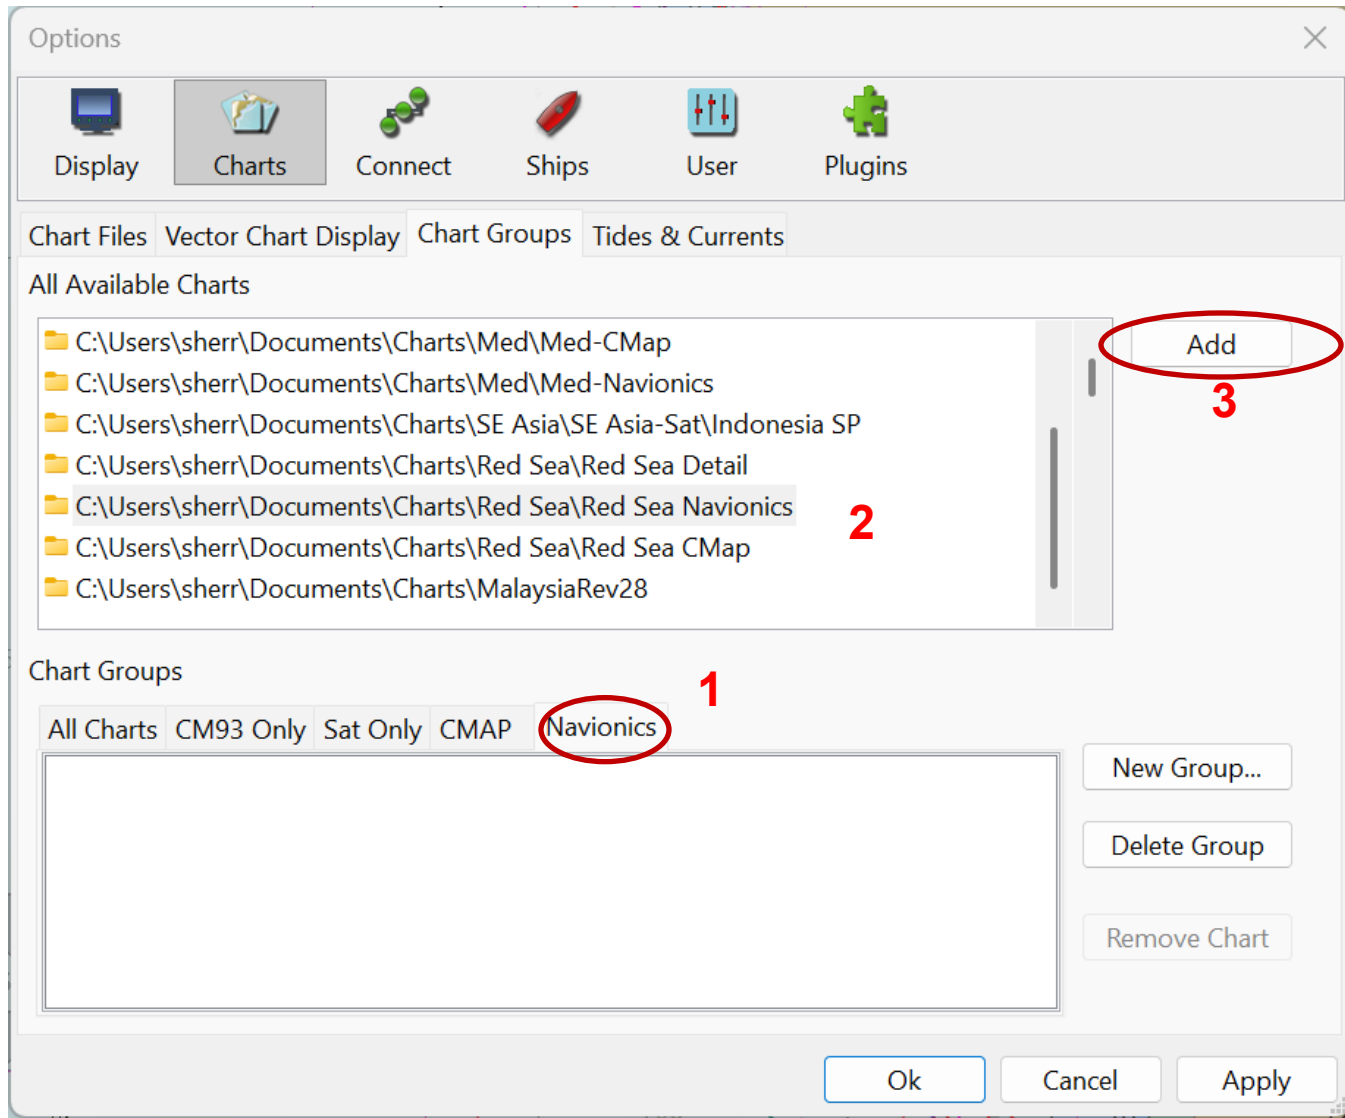 Options
Display Charts Connect Ships User Plugins
Chart Files Vector Chart Display Chart Groups Tides & Currents
All Available Charts
C:\Users\sherr\Documents\Charts\Med\Med-CMap
C:\Users\sherr\Documents\Charts\Med\Med-Navionics
C:\Users\sherr\Documents\Charts\SE Asia\SE Asia-Sat\Indonesia SP
C:\Users\sherr\Documents\Charts\Red Sea\Red Sea Detail
C:\Users\sherr\Documents\Charts\Red Sea\Red Sea Navionics
C:\Users\sherr\Documents\Charts\Red Sea\Red Sea CMap
C:\Users\sherr\Documents\Charts\MalaysiaRev28
Add
3
2
Chart Groups
1
All Charts CM93 Only Sat Only CMAP Navionics
New Group...
Delete Group
Remove Chart
Ok Cancel Apply